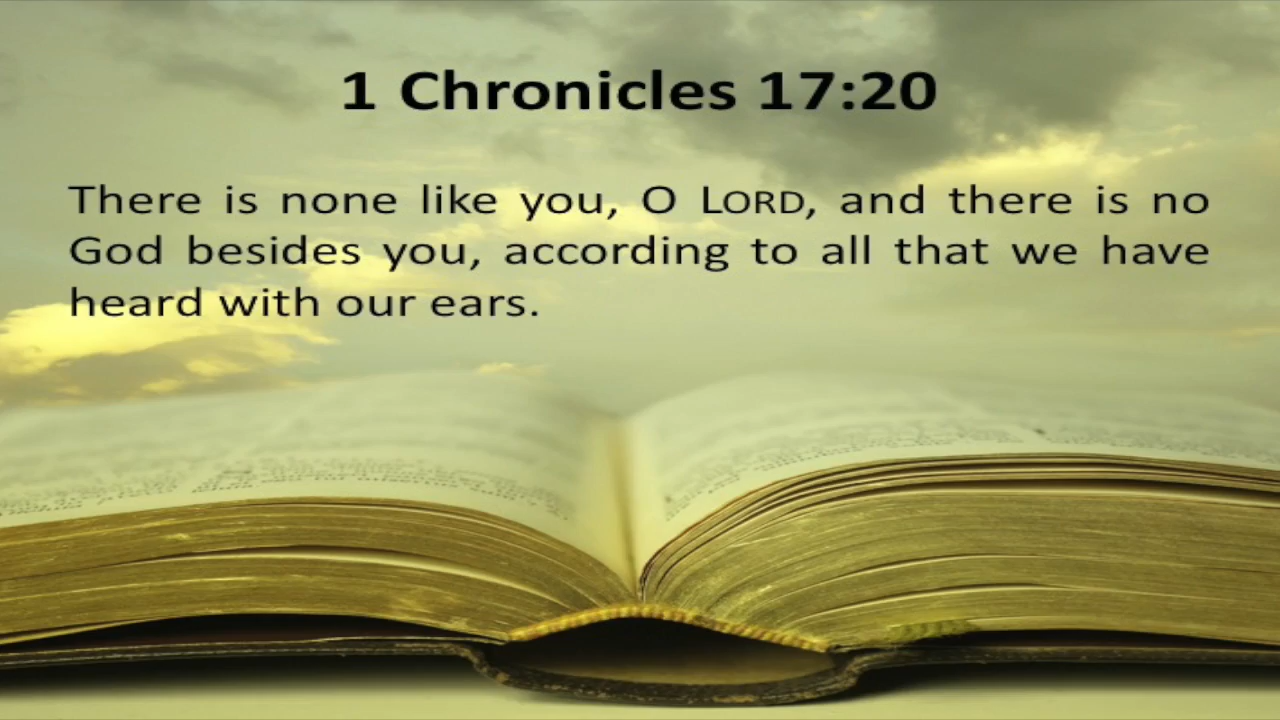 1 Chronicles 17:20
There is none like you, O LORD, and there is no
God besides you, according to all that we have
heard with our ears.